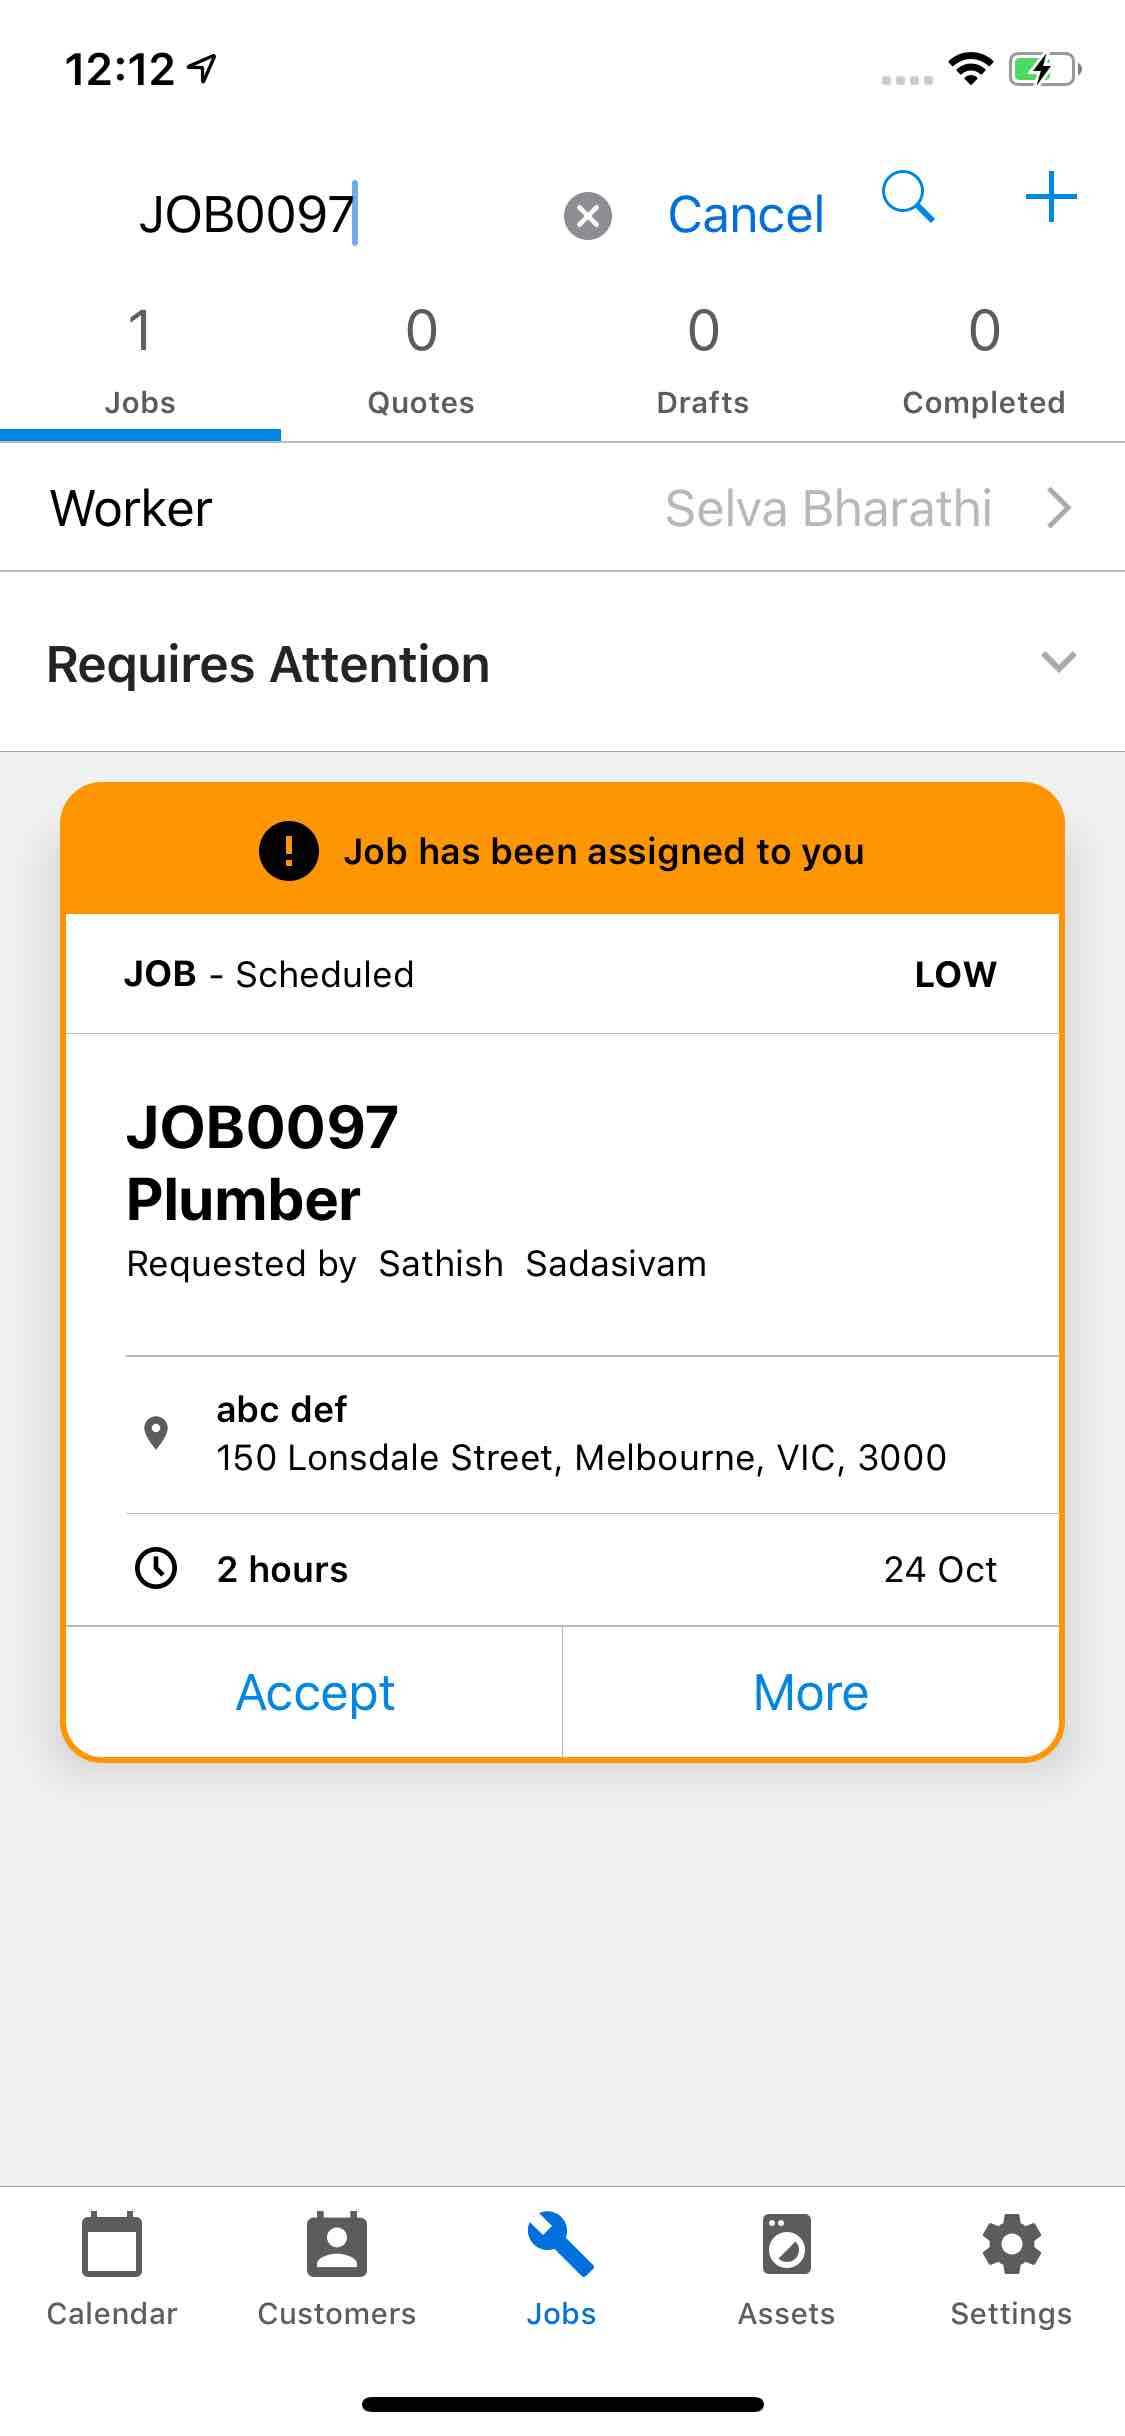 12:12
JOB0097
Cancel
1 0 0 0
Jobs Quotes Drafts Completed
Worker Selva Bharathi
Requires Attention
Job has been assigned to you
JOB - Scheduled LOW
JOB0097
Plumber
Requested by Sathish Sadasivam
abc def
150 Lonsdale Street, Melbourne, VIC, 3000
2 hours 24 Oct
Accept More
Calendar Customers Jobs Assets Settings